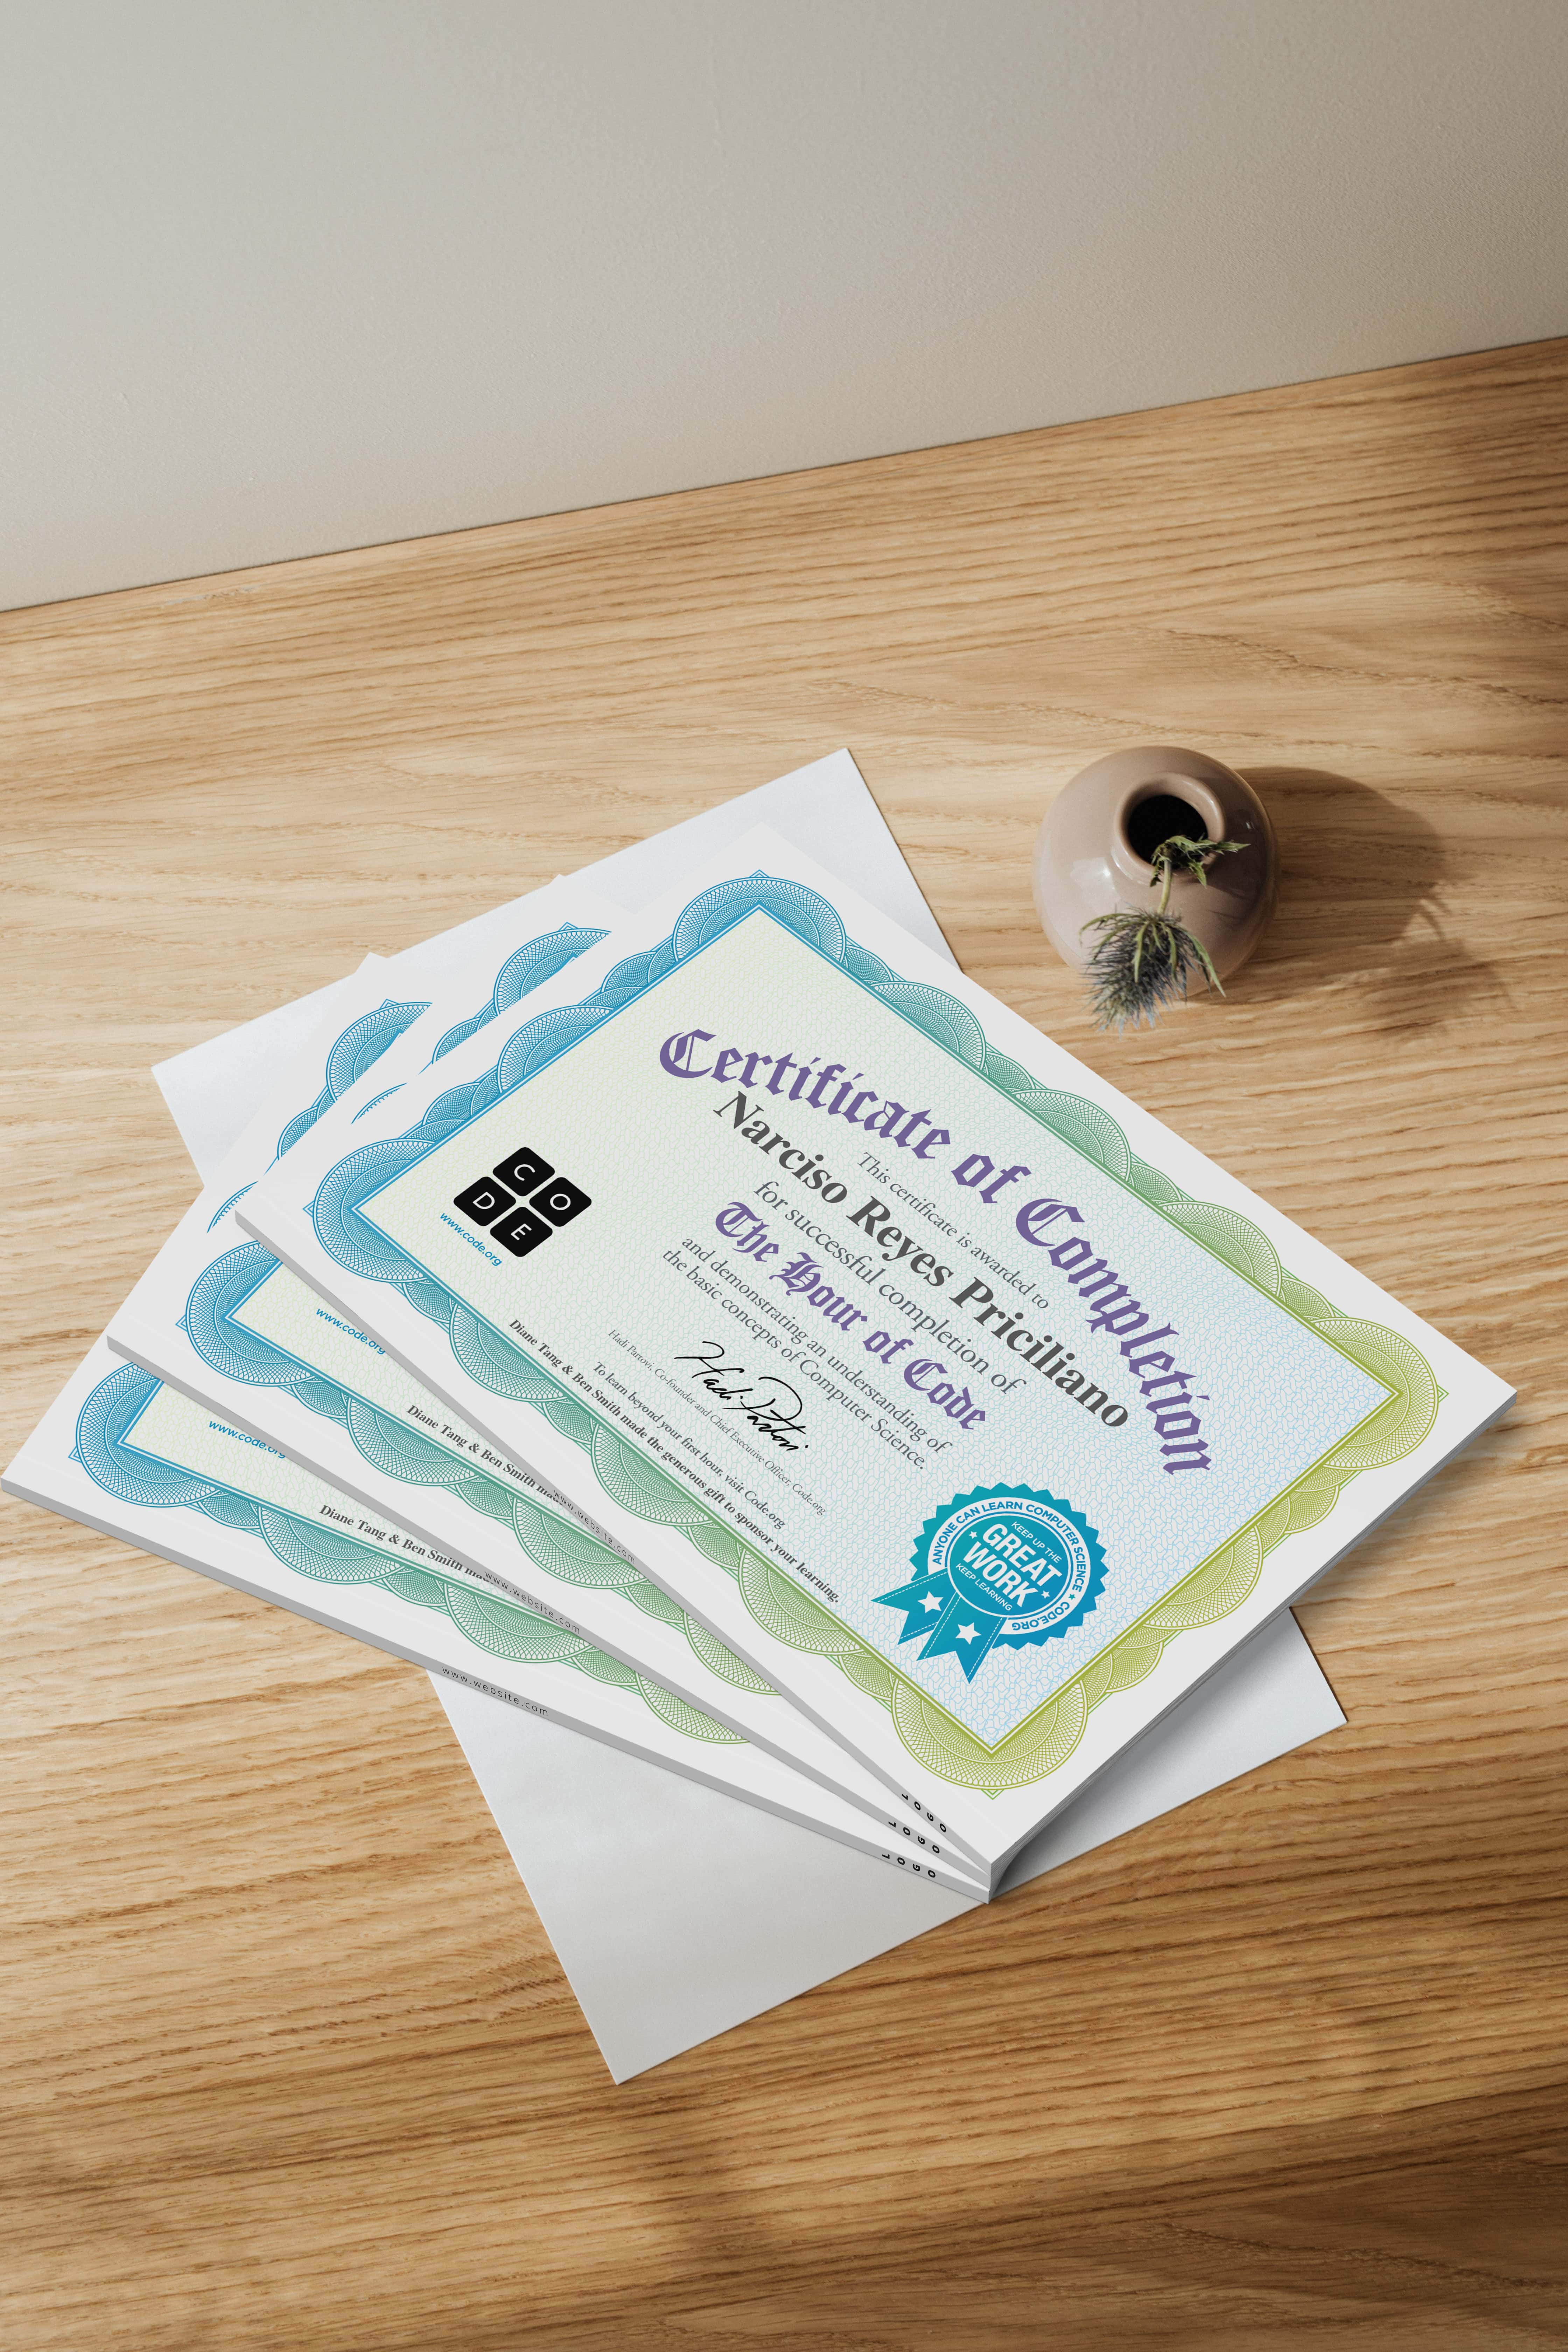 Certificate of Completion
This certificate is awarded to
Narciso Reyes Priciliano
for successful completion of
The Hour of Code
and demonstrating an understanding of
the basic concepts of Computer Science.
Hadi Partovi
Hadi Partovi, Co-founder and Chief Executive Officer, Code.org
To learn beyond your first hour, visit Code.org
Diane Tang & Ben Smith made the generous gift to sponsor your learning.
C O
D E
www.code.org
ANYONE CAN LEARN COMPUTER SCIENCE ★ CODE.ORG ★
KEEP UP THE
GREAT
WORK
KEEP LEARNING
www.website.com
LOGO
www.code.org
Diane Tang & Ben Smith
www.website.com
LOGO
www.code.org
Diane Tang & Ben Smith
www.website.com
LOGO